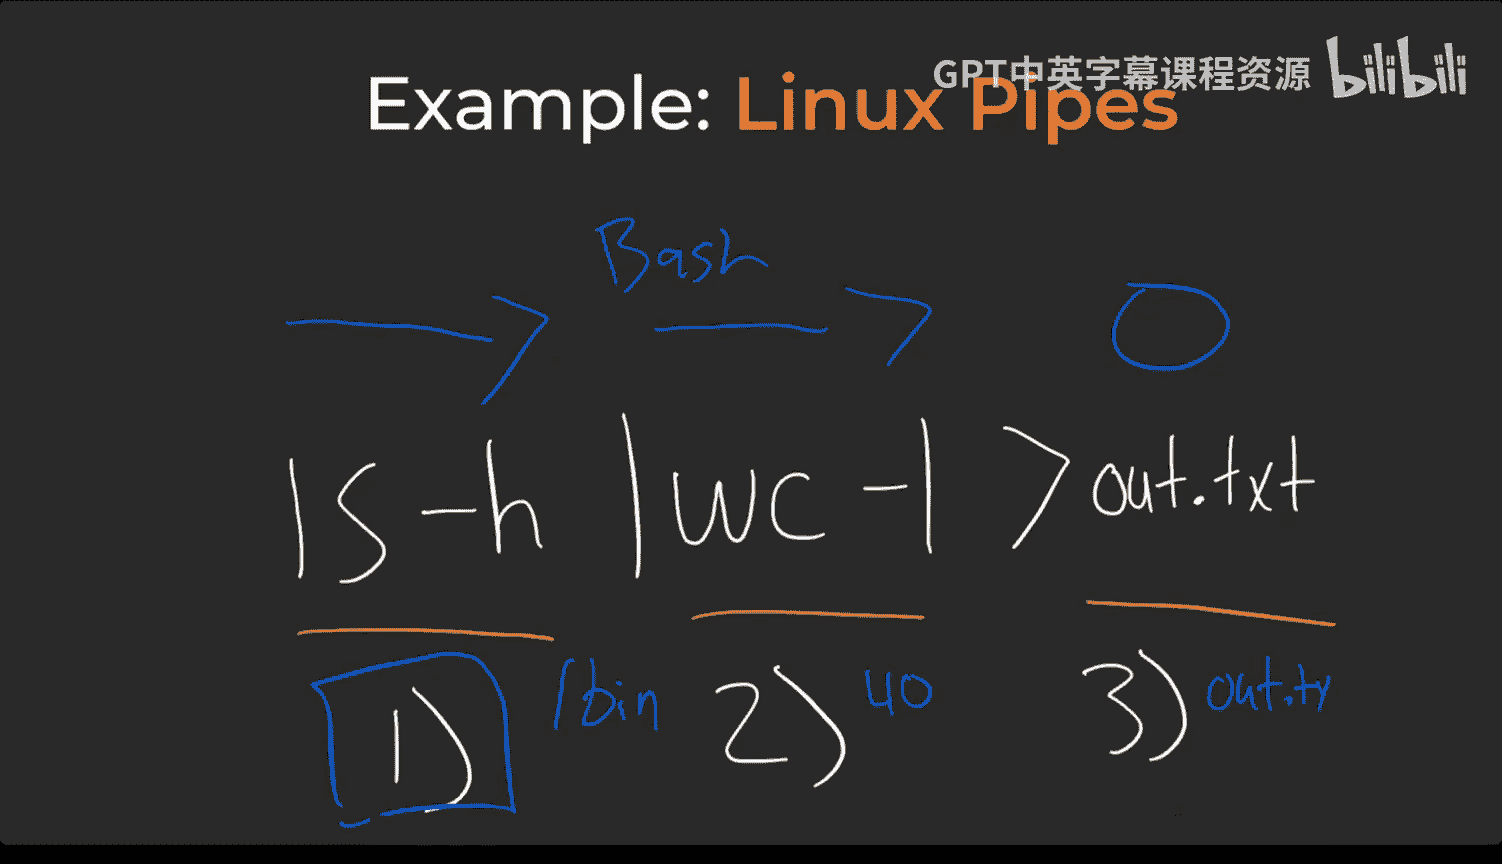 GPT中英字幕课程资源 bilibili
Example: Linux Pipes
Bash
ls -h | wc -l > out.txt
1) /bin 2) 40 3) out.tx